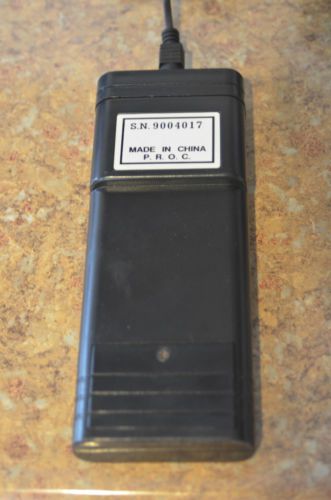 S.N.9004017
MADE IN CHINA
P. R. O. C.